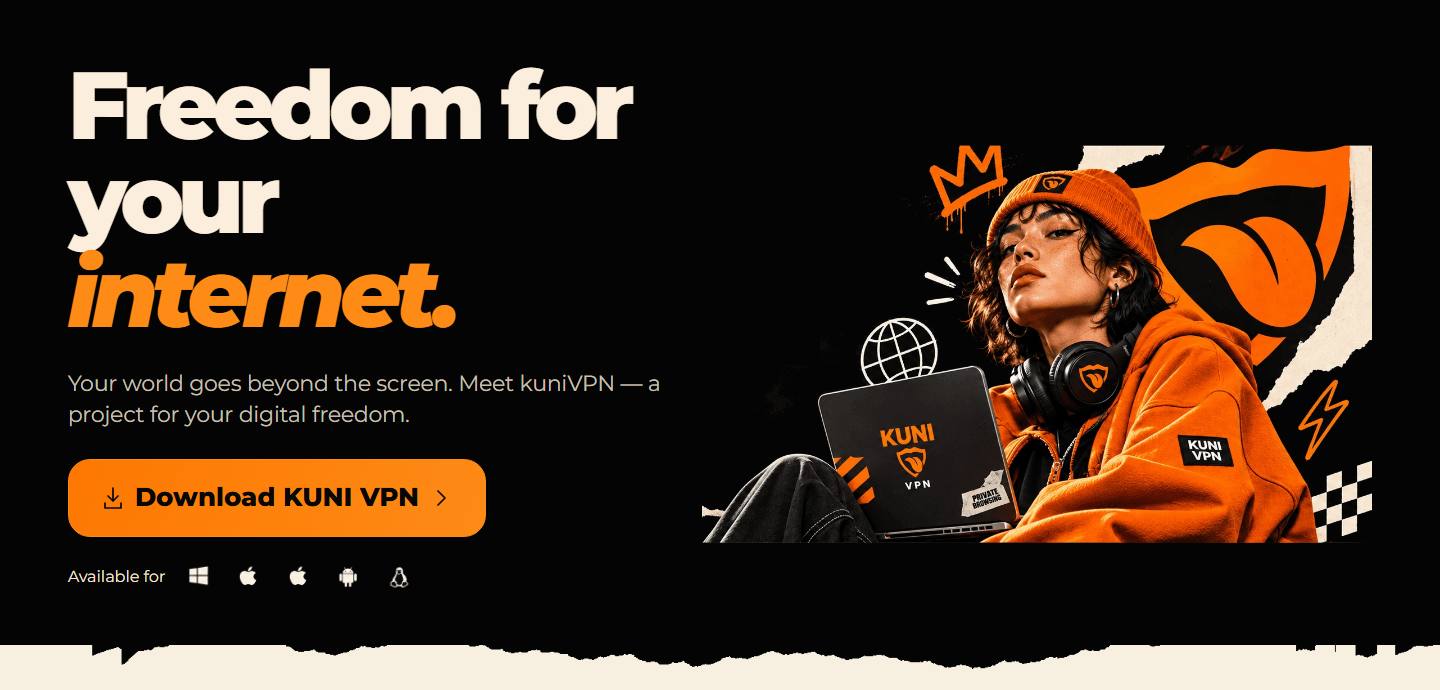 Freedom for
your
internet.
Your world goes beyond the screen. Meet kuniVPN — a
project for your digital freedom.
Download KUNI VPN
Available for
KUNI
VPN
PRIVATE
BROWSING
KUNI
VPN